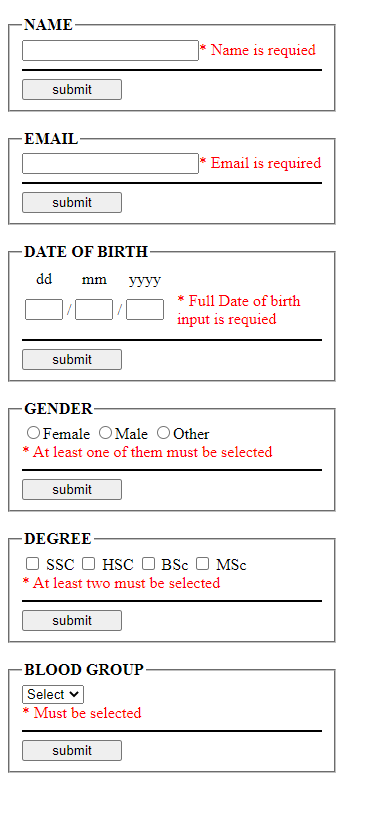 NAME
* Name is requied
submit
EMAIL
* Email is required
submit
DATE OF BIRTH
dd mm yyyy
/ / * Full Date of birth
input is requied
submit
GENDER
Female Male Other
* At least one of them must be selected
submit
DEGREE
SSC HSC BSc MSc
* At least two must be selected
submit
BLOOD GROUP
Select
* Must be selected
submit